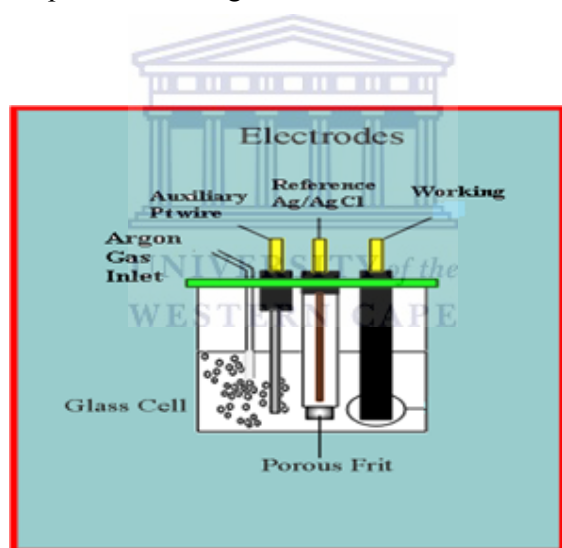 Electrodes
Auxiliary
Pt wire
Reference
Ag/AgCl
Working
Argon
Gas
Inlet
UNIVERSITY of the
WESTERN CAPE
Glass Cell
Porous Frit